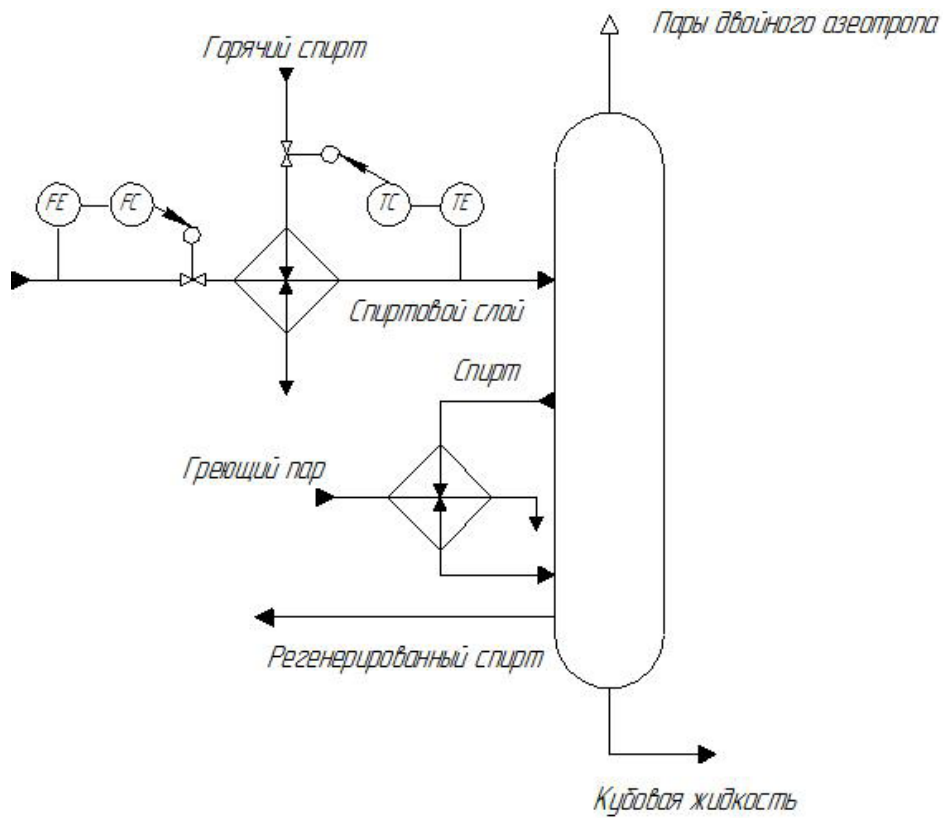 Пары двойного азеотропа
Горячий спирт
FE
FC
TC
TE
Спиртовой слой
Спирт
Греющий пар
Регенерированный спирт
Кубовая жидкость